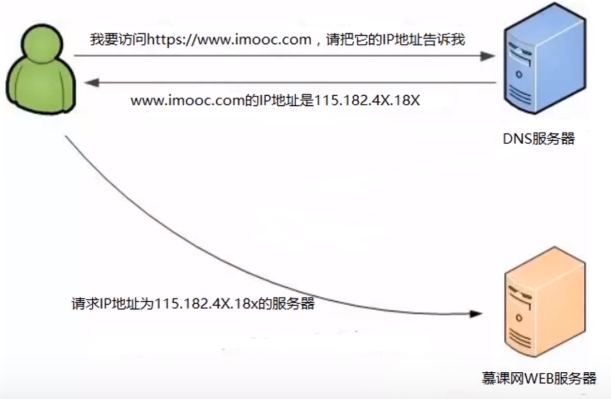 我要访问https://www.imooc.com，请把它的IP地址告诉我
www.imooc.com的IP地址是115.182.4X.18X
DNS服务器
请求IP地址为115.182.4X.18x的服务器
慕课网WEB服务器